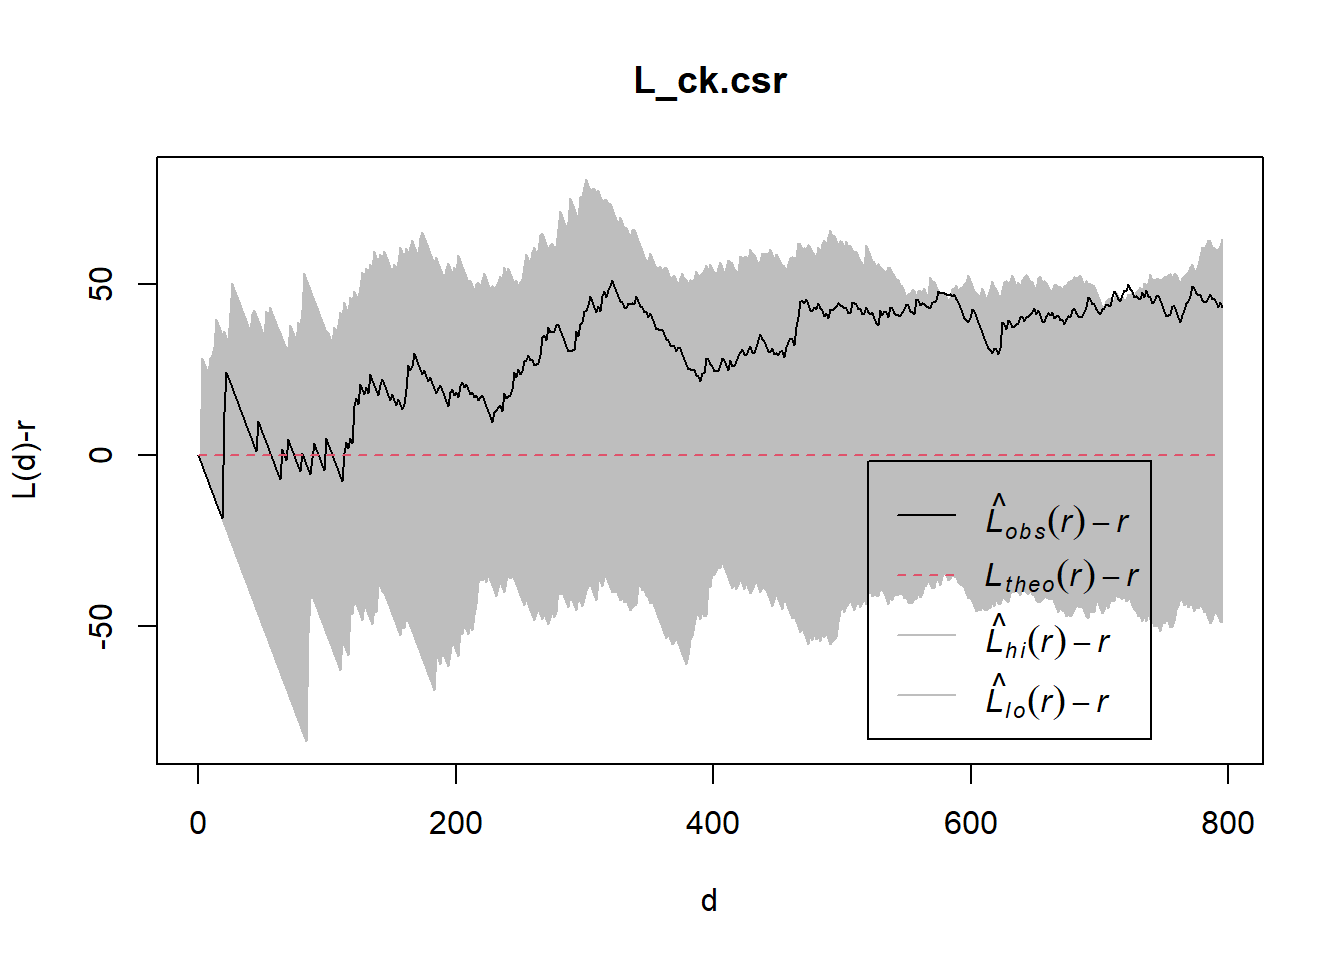 L_ck.csr
L(d)-r
50
0
-50
0 200 400 600 800
d
L̂obs(r) − r
Ltheo(r) − r
L̂hi(r) − r
L̂lo(r) − r